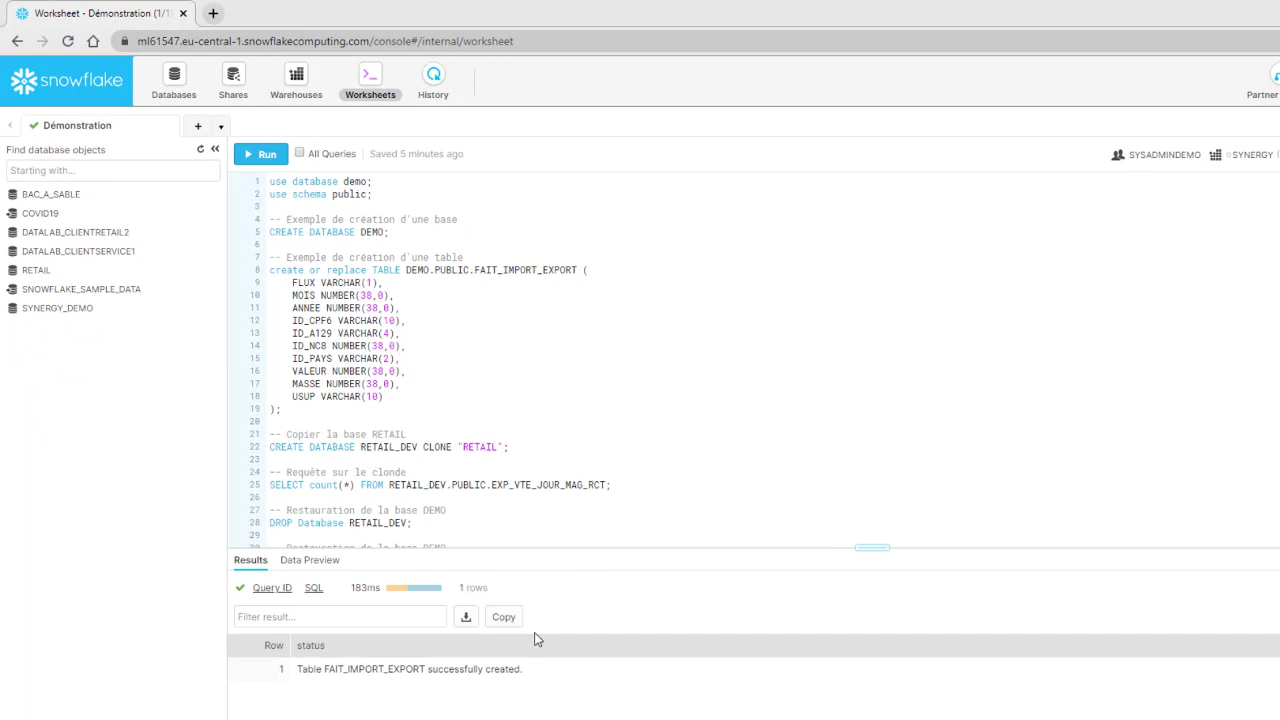 Worksheet - Démonstration (1/1)
ml61547.eu-central-1.snowflakecomputing.com/console#/internal/worksheet
snowflake
Databases
Shares
Warehouses
Worksheets
History
Partner
Démonstration
Find database objects
Starting with...
BAC_A_SABLE
COVID19
DATALAB_CLIENTRETAIL2
DATALAB_CLIENTSERVICE1
RETAIL
SNOWFLAKE_SAMPLE_DATA
SYNERGY_DEMO
Run All Queries Saved 5 minutes ago
SYSADMINDEMO SYNERGY
1 use database demo;
2 use schema public;
3
4 -- Exemple de création d'une base
5 CREATE DATABASE DEMO;
6
7 -- Exemple de création d'une table
8 create or replace TABLE DEMO.PUBLIC.FAIT_IMPORT_EXPORT (
9 FLUX VARCHAR(1),
10 MOIS NUMBER(38,0),
11 ANNEE NUMBER(38,0),
12 ID_CPF6 VARCHAR(10),
13 ID_A129 VARCHAR(4),
14 ID_NC8 NUMBER(38,0),
15 ID_PAYS VARCHAR(2),
16 VALEUR NUMBER(38,0),
17 MASSE NUMBER(38,0),
18 USUP VARCHAR(10)
19 );
20
21 -- Copier la base RETAIL
22 CREATE DATABASE RETAIL_DEV CLONE "RETAIL";
23
24 -- Requête sur le clonde
25 SELECT count(*) FROM RETAIL_DEV.PUBLIC.EXP_VTE_JOUR_MAG_RCT;
26
27 -- Restauration de la base DEMO
28 DROP Database RETAIL_DEV;
29
30 -- Restauration de la base DEMO
Results Data Preview
Query ID SQL 183ms 1 rows
Filter result... Copy
Row status
1 Table FAIT_IMPORT_EXPORT successfully created.